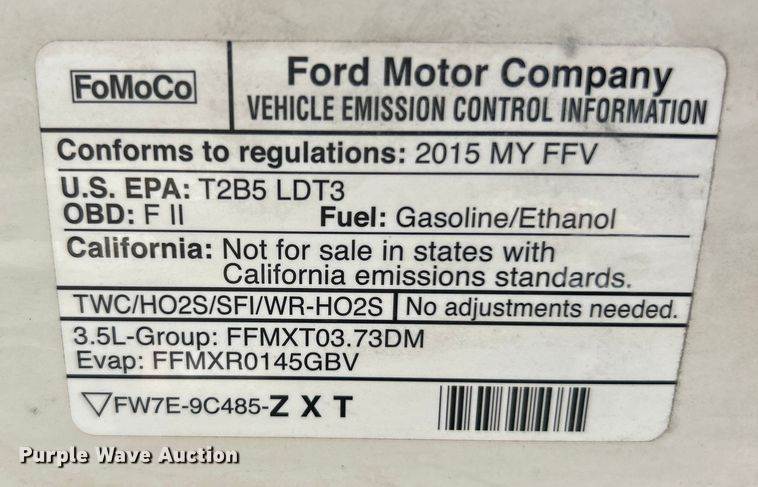 FoMoCo
Ford Motor Company
VEHICLE EMISSION CONTROL INFORMATION
Conforms to regulations: 2015 MY FFV
U.S. EPA: T2B5 LDT3
OBD: F II Fuel: Gasoline/Ethanol
California: Not for sale in states with
California emissions standards.
TWC/HO2S/SFI/WR-HO2S No adjustments needed.
3.5L-Group: FFMXT03.73DM
Evap: FFMXR0145GBV
FW7E-9C485-Z X T
Purple Wave Auction